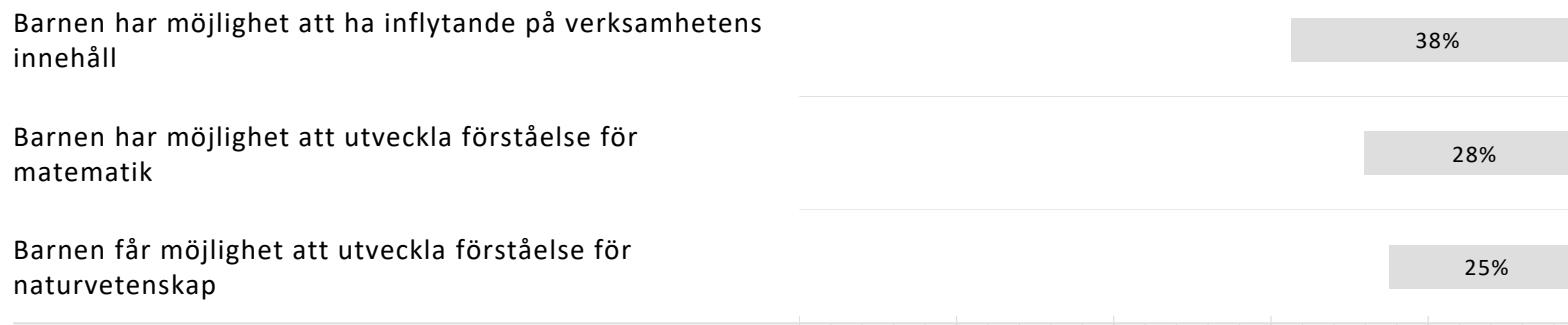 Barnen har möjlighet att ha inflytande på verksamhetens
innehåll
38%
Barnen har möjlighet att utveckla förståelse för
matematik
28%
Barnen får möjlighet att utveckla förståelse för
naturvetenskap
25%